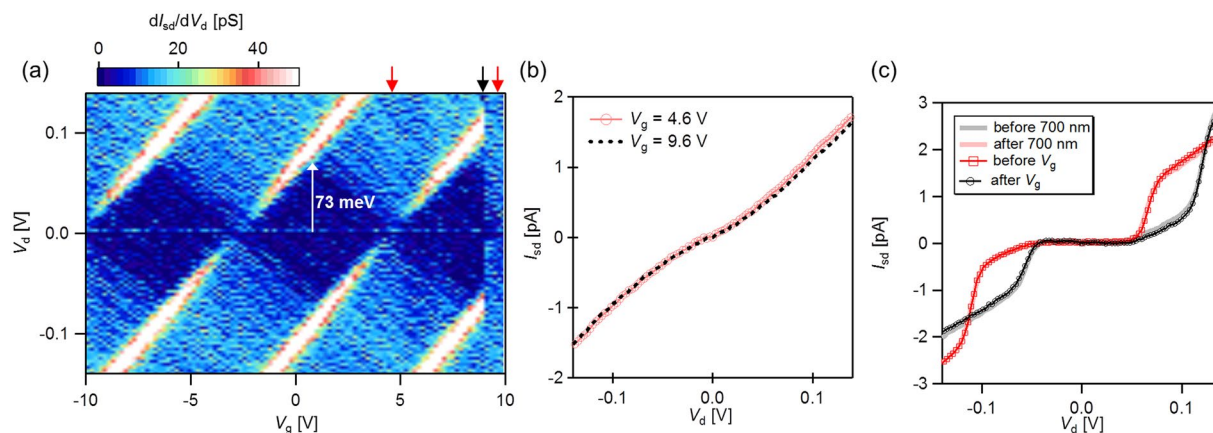 dIsd/dVd [pS]
0 20 40
(a)
0.1
0.0
-0.1
Vd [V]
73 meV
-10 -5 0 5 10
Vg [V]
(b)
2
1
0
-1
-2
Isd [pA]
Vg = 4.6 V
Vg = 9.6 V
-0.1 0.0 0.1
Vd [V]
(c)
3
2
1
0
-1
-2
-3
Isd [pA]
before 700 nm
after 700 nm
before Vg
after Vg
-0.1 0.0 0.1
Vd [V]